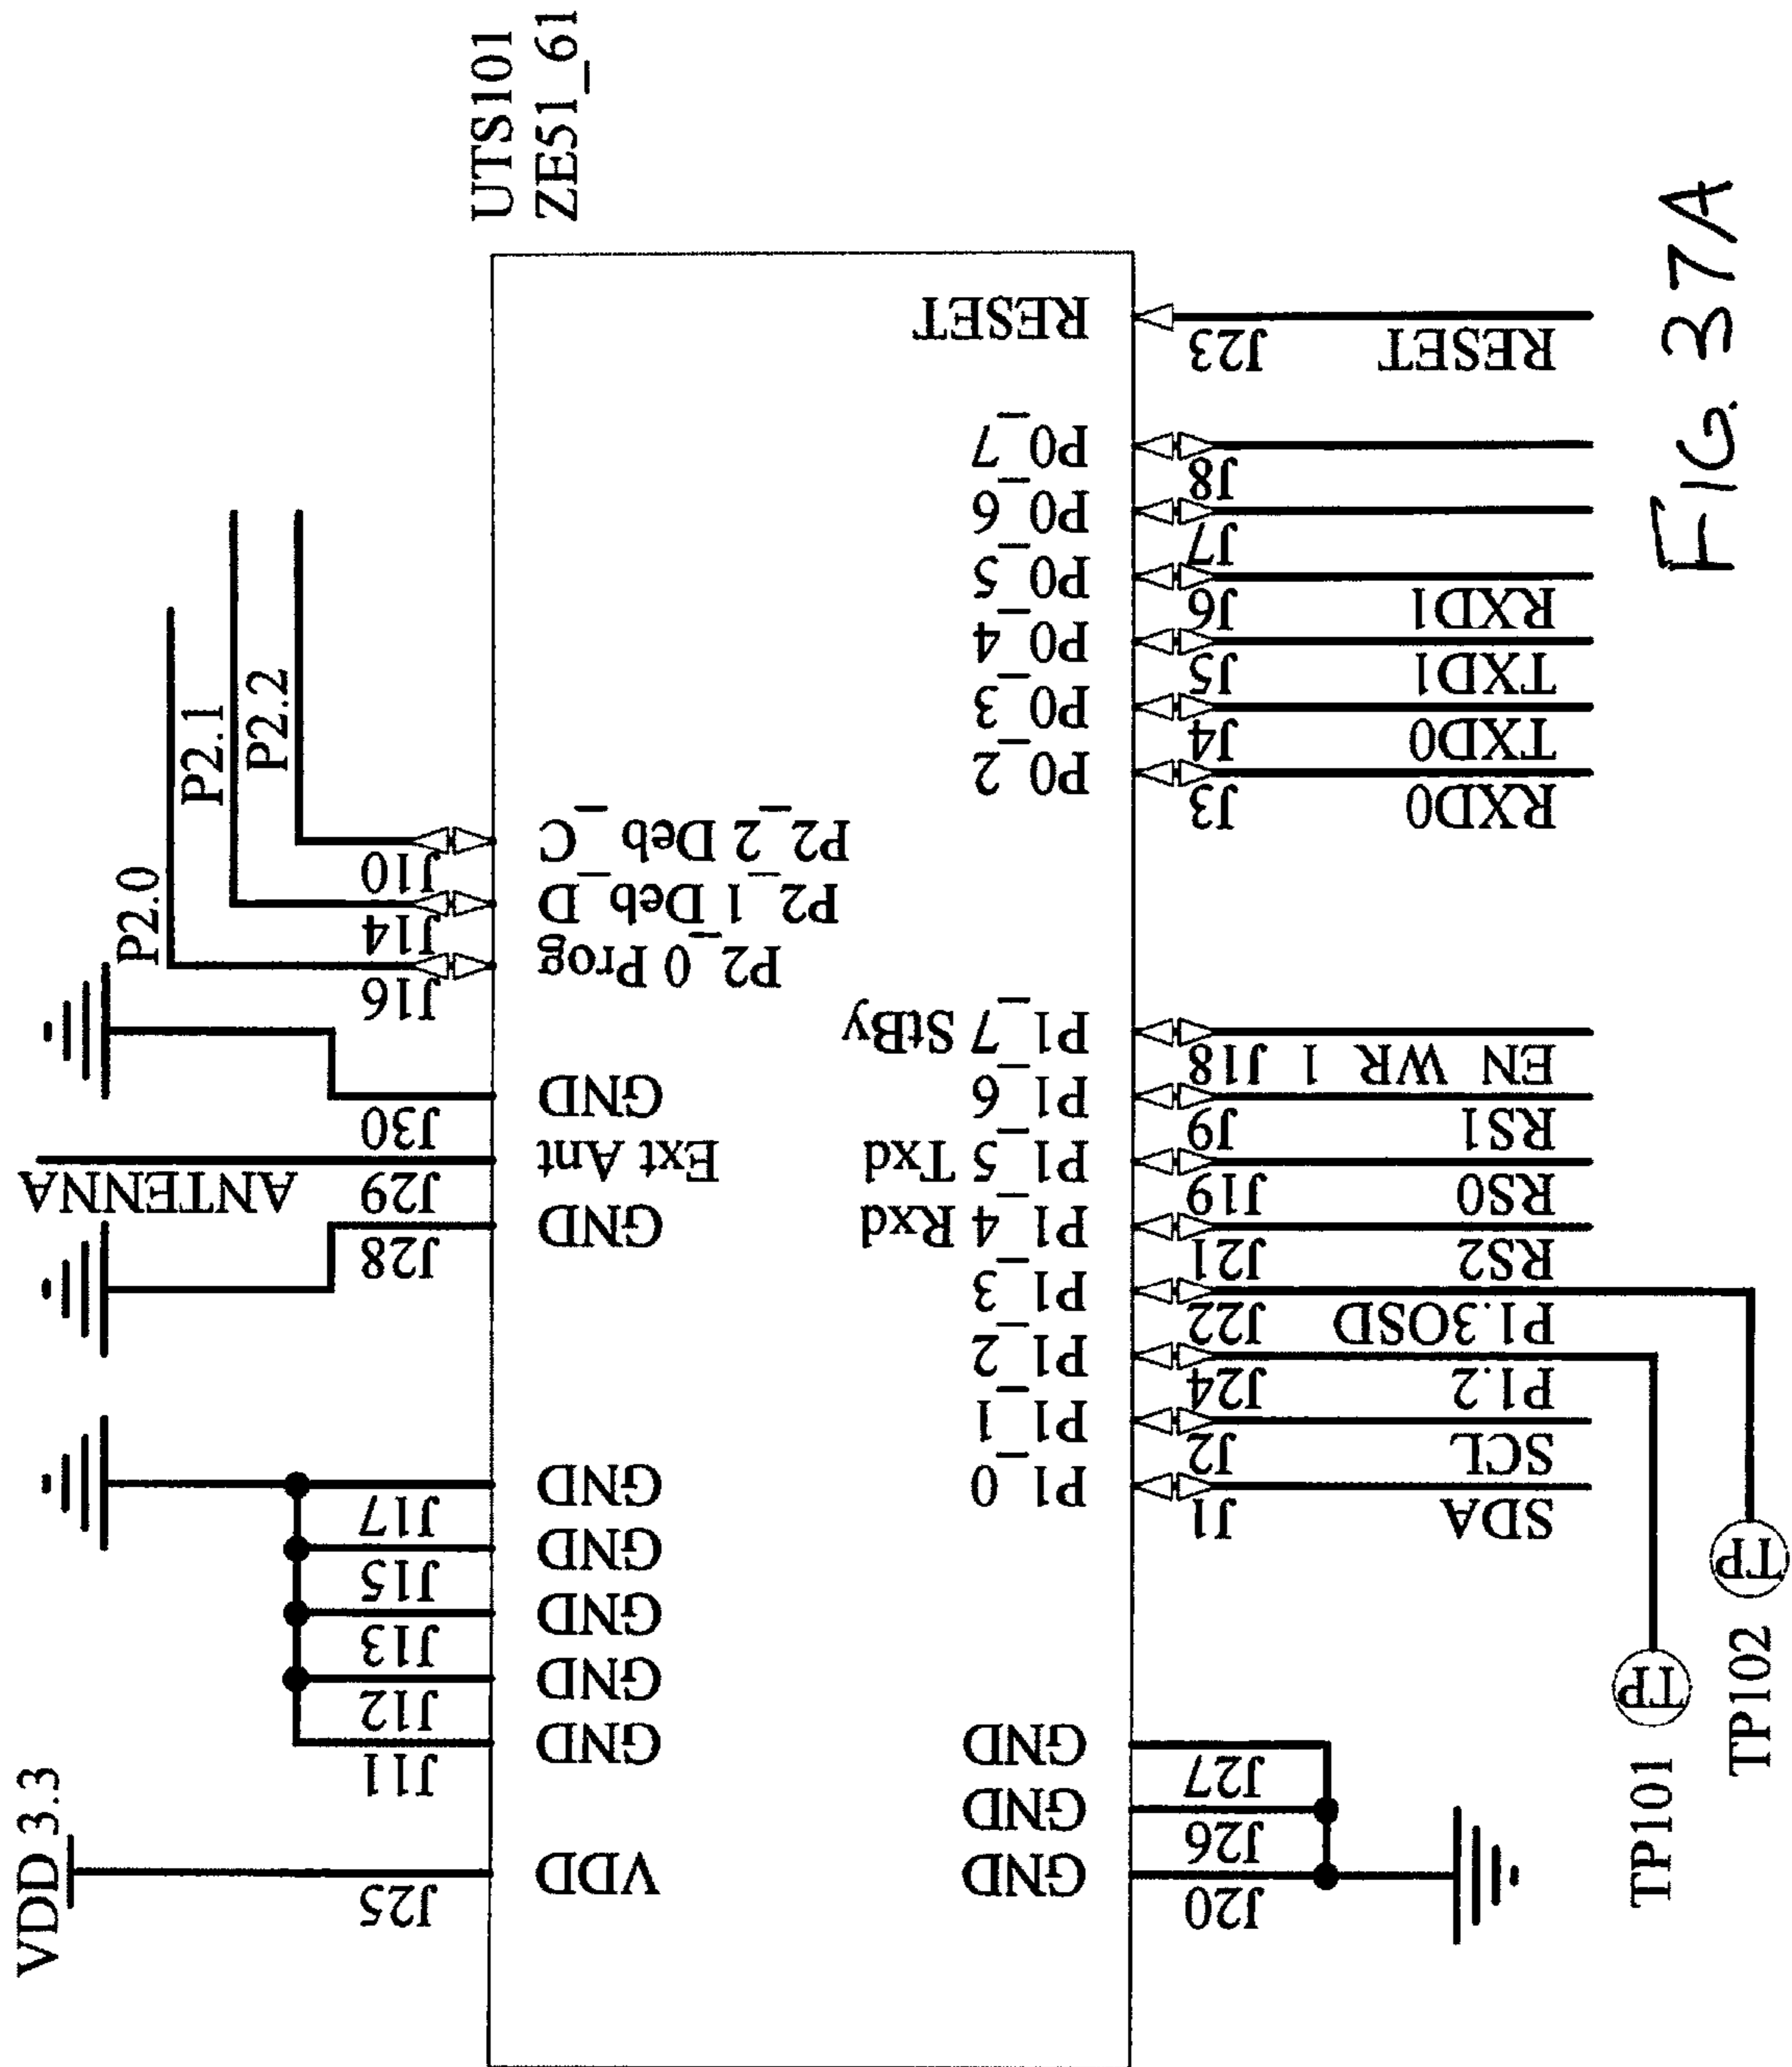 UTS101
ZE51_61
VDD 3.3
J25
VDD
J11
GND
J12
GND
J13
GND
J15
GND
J17
GND
J28
GND
ANTENNA
J29
Ext Ant
J30
GND
P2.0
J16
P2_0 Prog
P2.1
J14
P2_1 Deb_D
P2.2
J10
P2_2 Deb_C
RESET
J23
RESET
P0_7
J8
P0_6
J7
P0_5
J6
RXD1
P0_4
J5
TXD1
P0_3
J4
TXD0
P0_2
J3
RXD0
P1_7 StBy
J18
EN WR 1
P1_6
J9
RS1
P1_5 Txd
J19
RS0
P1_4 Rxd
J21
RS2
P1_3
J22
P1.3OSD
P1_2
J24
P1.2
P1_1
J2
SCL
P1_0
J1
SDA
GND
J27
GND
J26
GND
J20
TP
TP101
TP
TP102
FIG. 37A